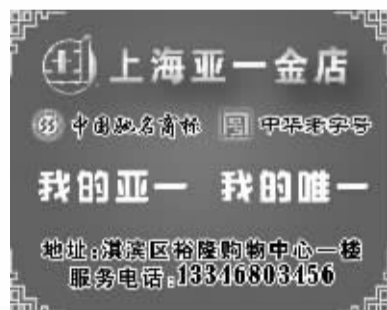 上海亚一金店
中国驰名商标 中华老字号
我的亚一 我的唯一
地址:淇滨区裕隆购物中心一楼
服务电话:13346803456